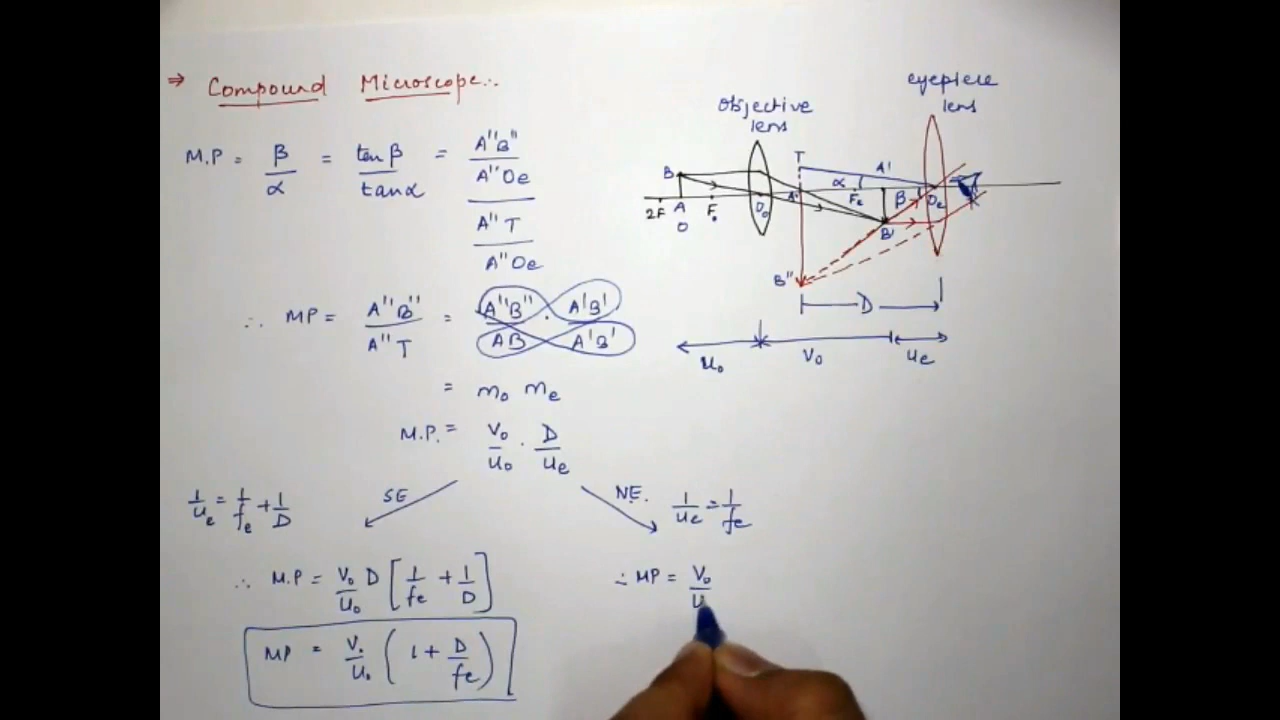 ⇒ Compound Microscope:.
M.P = β/α = tan β/tan α = (A''B''/A''Oe)/(A''T/A''Oe)
∴ MP = A''B''/A''T = A''B''/AB · A'B'/A'B'
= mo me
M.P. = Vo/uo · D/ue
SE
1/ue = 1/fe + 1/D
∴ M.P = Vo/uo D [1/fe + 1/D]
MP = Vo/uo (1 + D/fe)
N.E.
1/ue = 1/fe
∴ MP = Vo/u
objective
lens
eyepiece
lens
T
B
α
A'
2F
A
O
Fo
Oo
A''
Fe
β
Oe
B'
B''
D
uo
Vo
ue